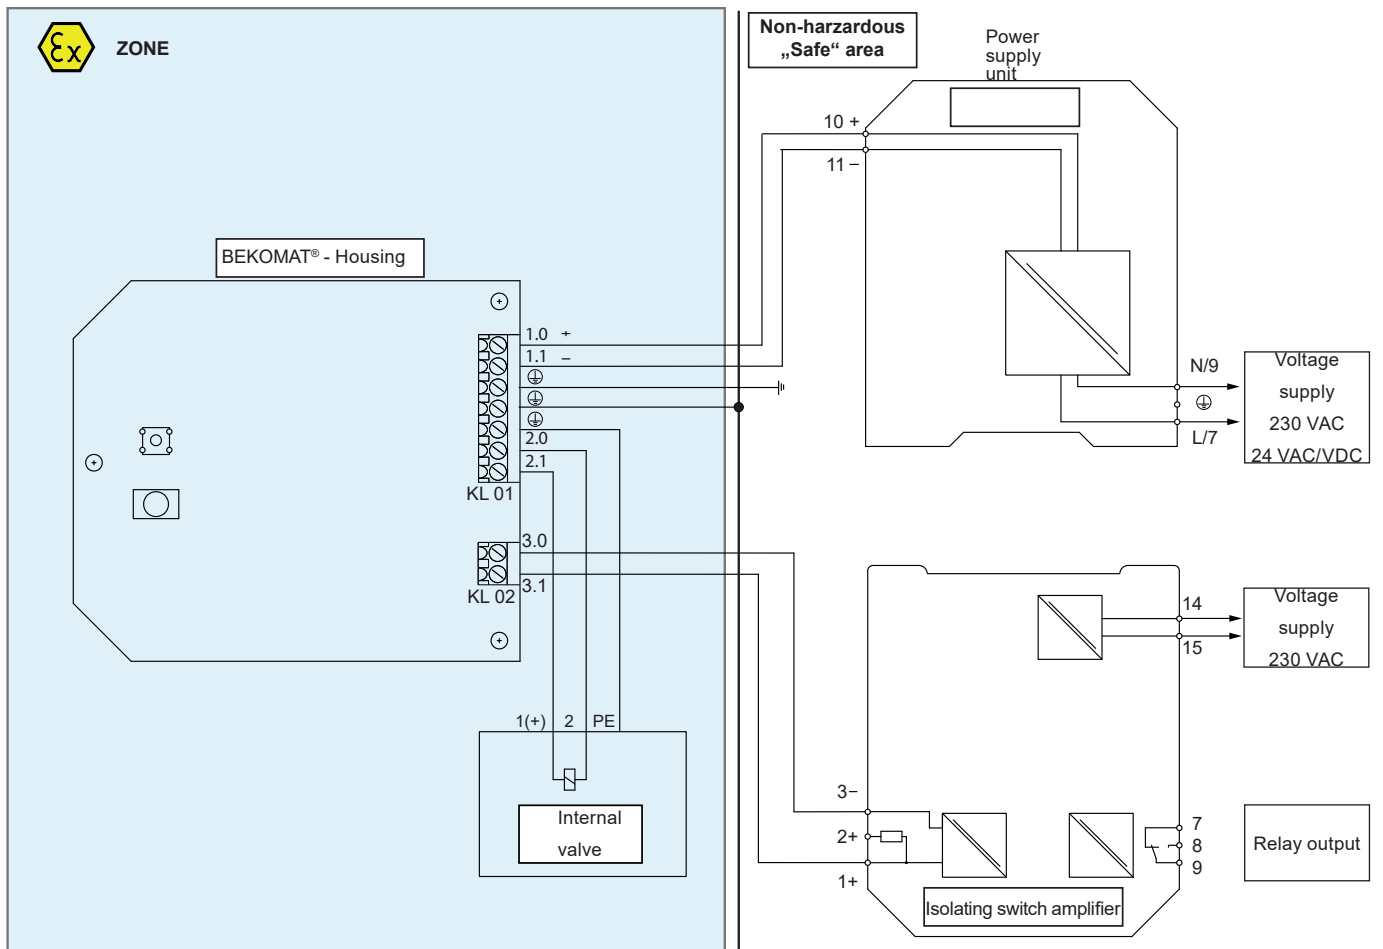 Ex
ZONE
Non-harzardous
„Safe“ area
Power
supply
unit
10 +
11 –
BEKOMAT® - Housing
1.0 +
1.1 –
2.0
2.1
KL 01
3.0
3.1
KL 02
N/9
L/7
Voltage
supply
230 VAC
24 VAC/VDC
14
15
Voltage
supply
230 VAC
1(+) 2 PE
Internal
valve
3–
2+
1+
7
8
9
Relay output
Isolating switch amplifier